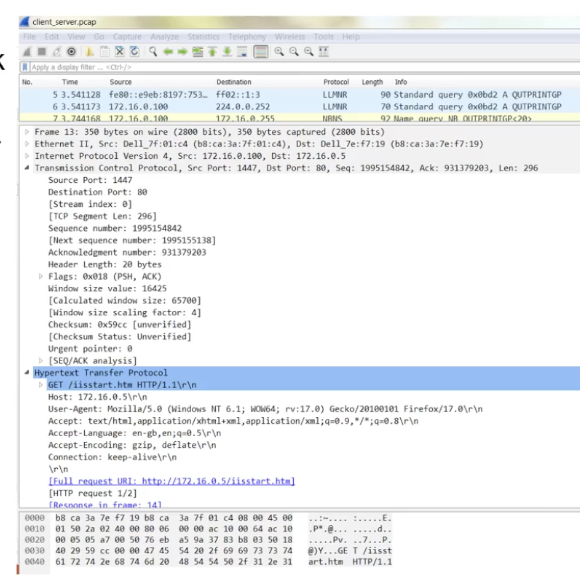 client_server.pcap
File Edit View Go Capture Analyze Statistics Telephony Wireless Tools Help
Apply a display filter ... <Ctrl-/>
No. Time Source Destination Protocol Length Info
5 3.541128 fe80::e9eb:8197:753… ff02::1:3 LLMNR 90 Standard query 0x0bd2 A QUTPRINTGP
6 3.541173 172.16.0.100 224.0.0.252 LLMNR 70 Standard query 0x0bd2 A QUTPRINTGP
7 3.744168 172.16.0.100 172.16.0.255 NBNS 92 Name query NB QUTPRINTGP<20>
Frame 13: 350 bytes on wire (2800 bits), 350 bytes captured (2800 bits)
Ethernet II, Src: Dell_7f:01:c4 (b8:ca:3a:7f:01:c4), Dst: Dell_7e:f7:19 (b8:ca:3a:7e:f7:19)
Internet Protocol Version 4, Src: 172.16.0.100, Dst: 172.16.0.5
Transmission Control Protocol, Src Port: 1447, Dst Port: 80, Seq: 1995154842, Ack: 931379203, Len: 296
Source Port: 1447
Destination Port: 80
[Stream index: 0]
[TCP Segment Len: 296]
Sequence number: 1995154842
[Next sequence number: 1995155138]
Acknowledgment number: 931379203
Header Length: 20 bytes
Flags: 0x018 (PSH, ACK)
Window size value: 16425
[Calculated window size: 65700]
[Window size scaling factor: 4]
Checksum: 0x59cc [unverified]
[Checksum Status: Unverified]
Urgent pointer: 0
[SEQ/ACK analysis]
Hypertext Transfer Protocol
GET /iisstart.htm HTTP/1.1\r\n
Host: 172.16.0.5\r\n
User-Agent: Mozilla/5.0 (Windows NT 6.1; WOW64; rv:17.0) Gecko/20100101 Firefox/17.0\r\n
Accept: text/html,application/xhtml+xml,application/xml;q=0.9,*/*;q=0.8\r\n
Accept-Language: en-gb,en;q=0.5\r\n
Accept-Encoding: gzip, deflate\r\n
Connection: keep-alive\r\n
\r\n
[Full request URI: http://172.16.0.5/iisstart.htm]
[HTTP request 1/2]
[Response in frame: 14]
0000 b8 ca 3a 7e f7 19 b8 ca 3a 7f 01 c4 08 00 45 00 ..:~.... :.....E.
0010 01 50 2a 02 40 00 80 06 00 00 ac 10 00 64 ac 10 .P*.@... .....d..
0020 00 05 05 a7 00 50 76 eb a5 9a 37 83 b8 03 50 18 .....Pv. ..7...P.
0030 40 29 59 cc 00 00 47 45 54 20 2f 69 69 73 73 74 @)Y...GE T /iisst
0040 61 72 74 2e 68 74 6d 20 48 54 54 50 2f 31 2e 31 art.htm HTTP/1.1